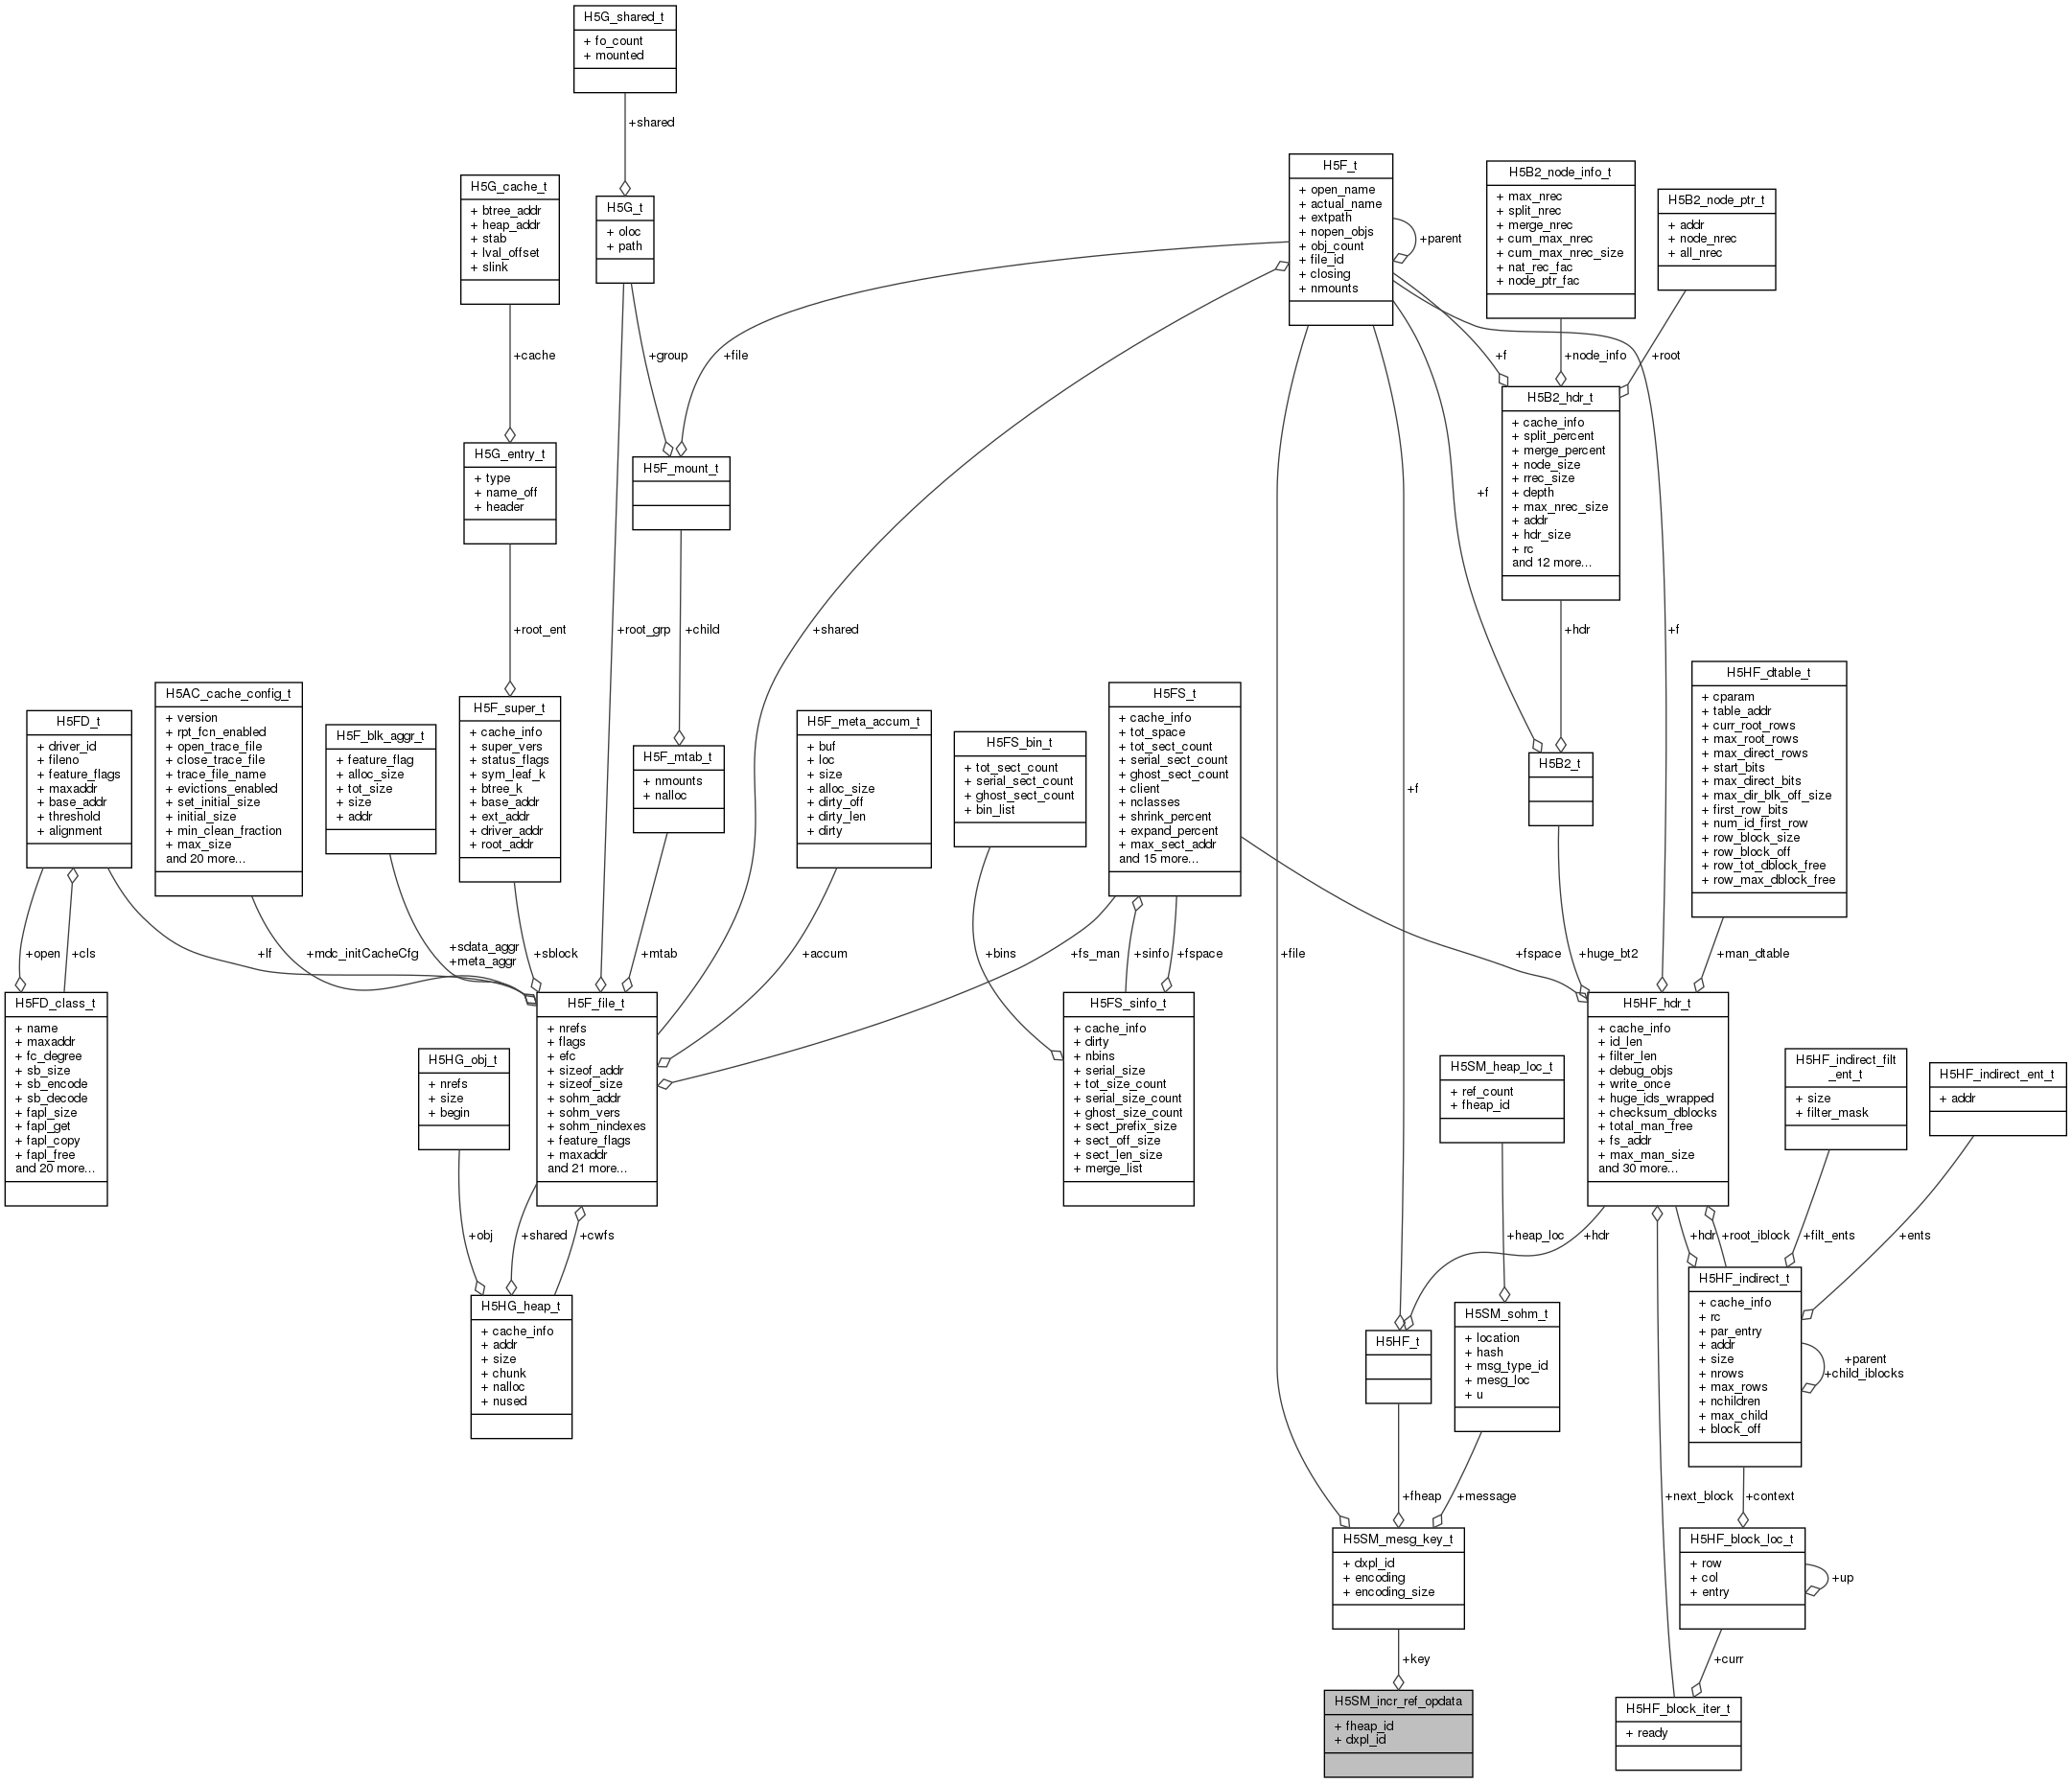 H5G_shared_t
+ fo_count
+ mounted
+shared
H5G_t
+ oloc
+ path
H5G_cache_t
+ btree_addr
+ heap_addr
+ stab
+ lval_offset
+ slink
H5F_t
+ open_name
+ actual_name
+ extpath
+ nopen_objs
+ obj_count
+ file_id
+ closing
+ nmounts
+parent
H5B2_node_info_t
+ max_nrec
+ split_nrec
+ merge_nrec
+ cum_max_nrec
+ cum_max_nrec_size
+ nat_rec_fac
+ node_ptr_fac
H5B2_node_ptr_t
+ addr
+ node_nrec
+ all_nrec
+cache
+group
+file
+f
+node_info
+root
H5G_entry_t
+ type
+ name_off
+ header
H5F_mount_t
H5B2_hdr_t
+ cache_info
+ split_percent
+ merge_percent
+ node_size
+ rrec_size
+ depth
+ max_nrec_size
+ addr
+ hdr_size
+ rc
and 12 more...
+f
+root_ent
+root_grp
+child
+shared
+hdr
+f
H5FD_t
+ driver_id
+ fileno
+ feature_flags
+ maxaddr
+ base_addr
+ threshold
+ alignment
H5AC_cache_config_t
+ version
+ rpt_fcn_enabled
+ open_trace_file
+ close_trace_file
+ trace_file_name
+ evictions_enabled
+ set_initial_size
+ initial_size
+ min_clean_fraction
+ max_size
and 20 more...
H5F_blk_aggr_t
+ feature_flag
+ alloc_size
+ tot_size
+ size
+ addr
H5F_super_t
+ cache_info
+ super_vers
+ status_flags
+ sym_leaf_k
+ btree_k
+ base_addr
+ ext_addr
+ driver_addr
+ root_addr
H5F_mtab_t
+ nmounts
+ nalloc
H5F_meta_accum_t
+ buf
+ loc
+ size
+ alloc_size
+ dirty_off
+ dirty_len
+ dirty
H5FS_bin_t
+ tot_sect_count
+ serial_sect_count
+ ghost_sect_count
+ bin_list
H5FS_t
+ cache_info
+ tot_space
+ tot_sect_count
+ serial_sect_count
+ ghost_sect_count
+ client
+ nclasses
+ shrink_percent
+ expand_percent
+ max_sect_addr
and 15 more...
+f
H5B2_t
H5HF_dtable_t
+ cparam
+ table_addr
+ curr_root_rows
+ max_root_rows
+ max_direct_rows
+ start_bits
+ max_direct_bits
+ max_dir_blk_off_size
+ first_row_bits
+ num_id_first_row
+ row_block_size
+ row_block_off
+ row_tot_dblock_free
+ row_max_dblock_free
+open
+cls
+lf
+mdc_initCacheCfg
+sdata_aggr
+meta_aggr
+sblock
+mtab
+accum
+bins
+fs_man
+sinfo
+fspace
+file
+fspace
+huge_bt2
+man_dtable
H5FD_class_t
+ name
+ maxaddr
+ fc_degree
+ sb_size
+ sb_encode
+ sb_decode
+ fapl_size
+ fapl_get
+ fapl_copy
+ fapl_free
and 20 more...
H5HG_obj_t
+ nrefs
+ size
+ begin
H5F_file_t
+ nrefs
+ flags
+ efc
+ sizeof_addr
+ sizeof_size
+ sohm_addr
+ sohm_vers
+ sohm_nindexes
+ feature_flags
+ maxaddr
and 21 more...
H5FS_sinfo_t
+ cache_info
+ dirty
+ nbins
+ serial_size
+ tot_size_count
+ serial_size_count
+ ghost_size_count
+ sect_prefix_size
+ sect_off_size
+ sect_len_size
+ merge_list
H5SM_heap_loc_t
+ ref_count
+ fheap_id
H5HF_hdr_t
+ cache_info
+ id_len
+ filter_len
+ debug_objs
+ write_once
+ huge_ids_wrapped
+ checksum_dblocks
+ total_man_free
+ fs_addr
+ max_man_size
and 30 more...
H5HF_indirect_filt
_ent_t
+ size
+ filter_mask
H5HF_indirect_ent_t
+ addr
+obj
+shared
+cwfs
+heap_loc
+hdr
+hdr
+root_iblock
+filt_ents
+ents
H5HG_heap_t
+ cache_info
+ addr
+ size
+ chunk
+ nalloc
+ nused
H5HF_t
H5SM_sohm_t
+ location
+ hash
+ msg_type_id
+ mesg_loc
+ u
H5HF_indirect_t
+ cache_info
+ rc
+ par_entry
+ addr
+ size
+ nrows
+ max_rows
+ nchildren
+ max_child
+ block_off
+parent
+child_iblocks
+fheap
+message
+next_block
+context
H5SM_mesg_key_t
+ dxpl_id
+ encoding
+ encoding_size
H5HF_block_loc_t
+ row
+ col
+ entry
+up
+key
+curr
H5SM_incr_ref_opdata
+ fheap_id
+ dxpl_id
H5HF_block_iter_t
+ ready